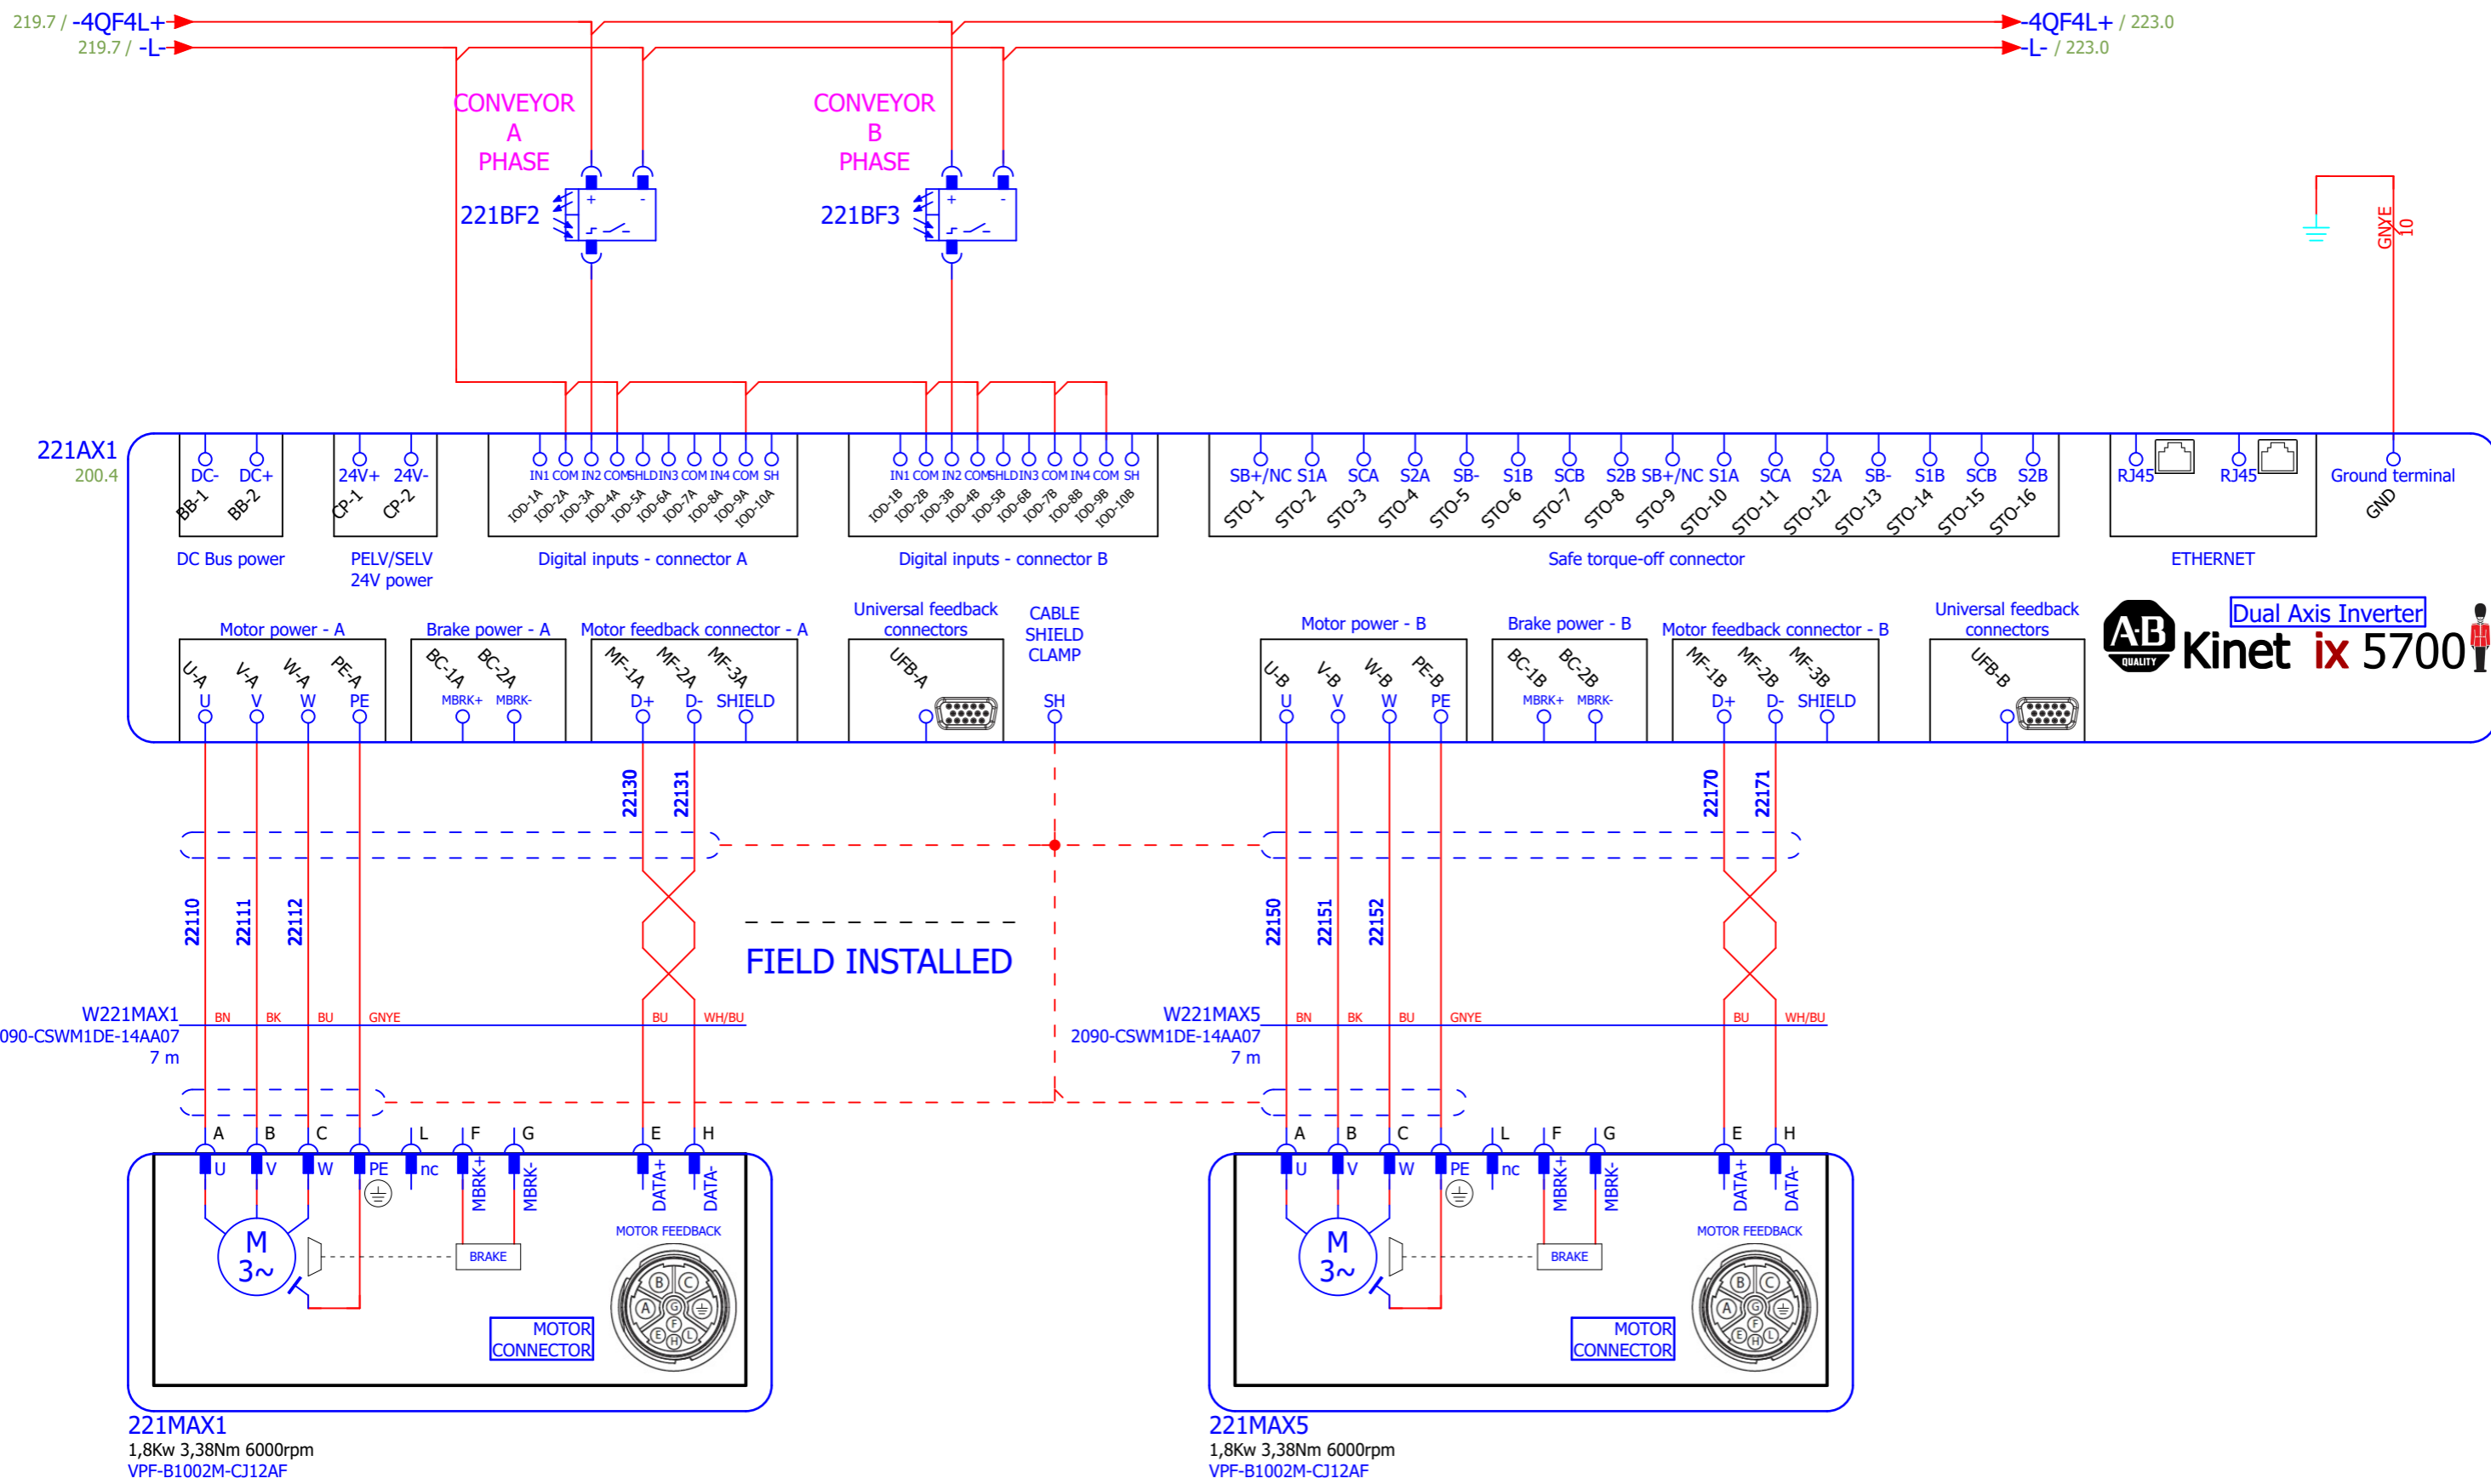 219.7 / -4QF4L+
-4QF4L+ / 223.0
219.7 / -L-
-L- / 223.0
CONVEYOR
A
PHASE
CONVEYOR
B
PHASE
221BF2
+ -
221BF3
+ -
GNYE
10
221AX1
200.4
DC- DC+
BB-1 BB-2
DC Bus power
24V+ 24V-
CP-1 CP-2
PELV/SELV
24V power
IN1 COM IN2 COM SHLD IN3 COM IN4 COM SH
IOD-1A IOD-2A IOD-3A IOD-4A IOD-5A IOD-6A IOD-7A IOD-8A IOD-9A IOD-10A
Digital inputs - connector A
IN1 COM IN2 COM SHLD IN3 COM IN4 COM SH
IOD-1B IOD-2B IOD-3B IOD-4B IOD-5B IOD-6B IOD-7B IOD-8B IOD-9B IOD-10B
Digital inputs - connector B
SB+/NC S1A SCA S2A SB- S1B SCB S2B SB+/NC S1A SCA S2A SB- S1B SCB S2B
STO-1 STO-2 STO-3 STO-4 STO-5 STO-6 STO-7 STO-8 STO-9 STO-10 STO-11 STO-12 STO-13 STO-14 STO-15 STO-16
Safe torque-off connector
RJ45 RJ45
ETHERNET
Ground terminal
GND
A-B
QUALITY
Dual Axis Inverter
Kinet ix 5700
Motor power - A
U-A V-A W-A PE-A
U V W PE
Brake power - A
BC-1A BC-2A
MBRK+ MBRK-
Motor feedback connector - A
MF-1A MF-2A MF-3A
D+ D- SHIELD
Universal feedback
connectors
UFB-A
CABLE
SHIELD
CLAMP
SH
Motor power - B
U-B V-B W-B PE-B
U V W PE
Brake power - B
BC-1B BC-2B
MBRK+ MBRK-
Motor feedback connector - B
MF-1B MF-2B MF-3B
D+ D- SHIELD
Universal feedback
connectors
UFB-B
22130 22131
22170 22171
22110 22111 22112
22150 22151 22152
FIELD INSTALLED
W221MAX1
090-CSWM1DE-14AA07
7 m
BN BK BU GNYE BU WH/BU
W221MAX5
2090-CSWM1DE-14AA07
7 m
BN BK BU GNYE BU WH/BU
A B C L F G E H
U V W PE nc MBRK+ MBRK- DATA+ DATA-
M
3~
BRAKE
MOTOR FEEDBACK
B C
A G
F
E H L
MOTOR
CONNECTOR
221MAX1
1,8Kw 3,38Nm 6000rpm
VPF-B1002M-CJ12AF
A B C L F G E H
U V W PE nc MBRK+ MBRK- DATA+ DATA-
M
3~
BRAKE
MOTOR FEEDBACK
B C
A G
F
E H L
MOTOR
CONNECTOR
221MAX5
1,8Kw 3,38Nm 6000rpm
VPF-B1002M-CJ12AF